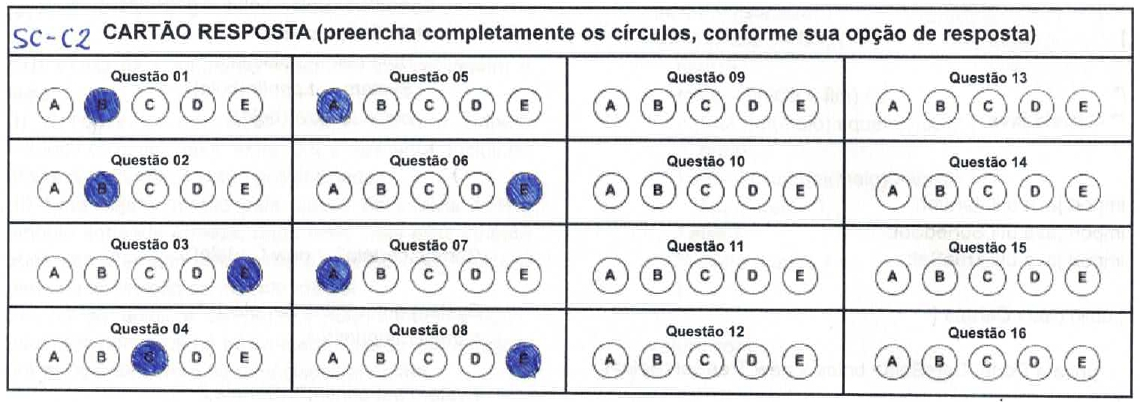 SC-C2 CARTÃO RESPOSTA (preencha completamente os círculos, conforme sua opção de resposta)
Questão 01 Questão 05 Questão 09 Questão 13
A B C D E A B C D E A B C D E A B C D E
Questão 02 Questão 06 Questão 10 Questão 14
A B C D E A B C D E A B C D E A B C D E
Questão 03 Questão 07 Questão 11 Questão 15
A B C D E A B C D E A B C D E A B C D E
Questão 04 Questão 08 Questão 12 Questão 16
A B C D E A B C D E A B C D E A B C D E